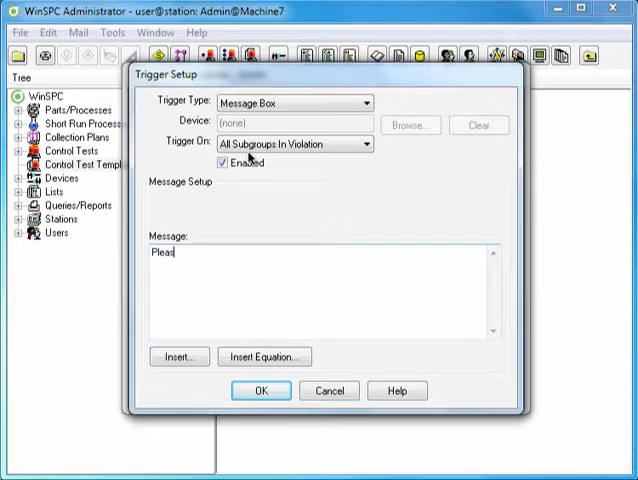 WinSPC Administrator - user@station: Admin@Machine7
File Edit Mail Tools Window Help
Tree
WinSPC
Parts/Processes
Short Run Process
Collection Plans
Control Tests
Control Test Templ
Devices
Lists
Queries/Reports
Stations
Users
Trigger Setup
Trigger Type: Message Box
Device: (none) Browse... Clear
Trigger On: All Subgroups In Violation
Enabled
Message Setup
Message:
Pleas
Insert... Insert Equation...
OK Cancel Help